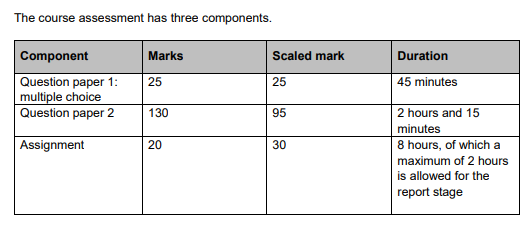 The course assessment has three components.
Component Marks Scaled mark Duration
Question paper 1: 25 25 45 minutes
multiple choice
Question paper 2 130 95 2 hours and 15
minutes
Assignment 20 30 8 hours, of which a
maximum of 2 hours
is allowed for the
report stage